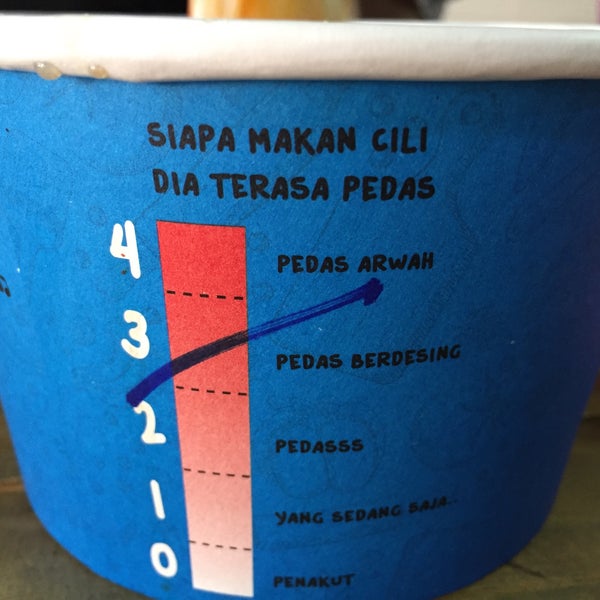 SIAPA MAKAN CILI
DIA TERASA PEDAS
4 PEDAS ARWAH
3 PEDAS BERDESING
2 PEDASSS
1 YANG SEDANG SAJA..
0 PENAKUT